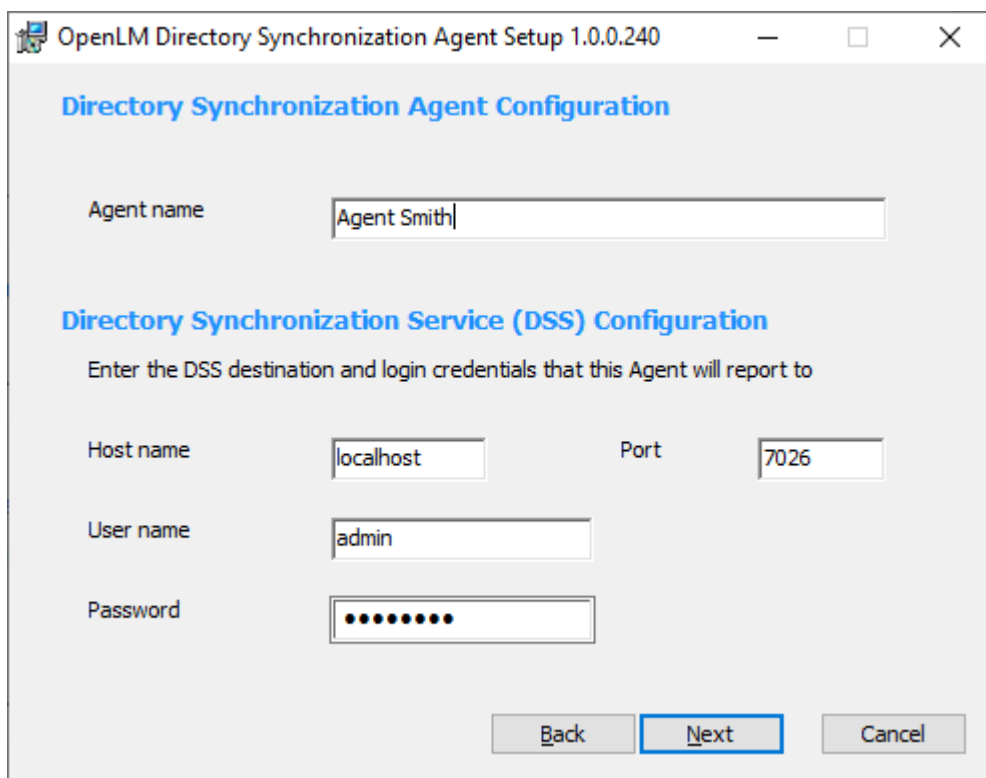 OpenLM Directory Synchronization Agent Setup 1.0.0.240
Directory Synchronization Agent Configuration
Agent name
Agent Smith
Directory Synchronization Service (DSS) Configuration
Enter the DSS destination and login credentials that this Agent will report to
Host name localhost Port 7026
User name admin
Password ••••••••
Back Next Cancel